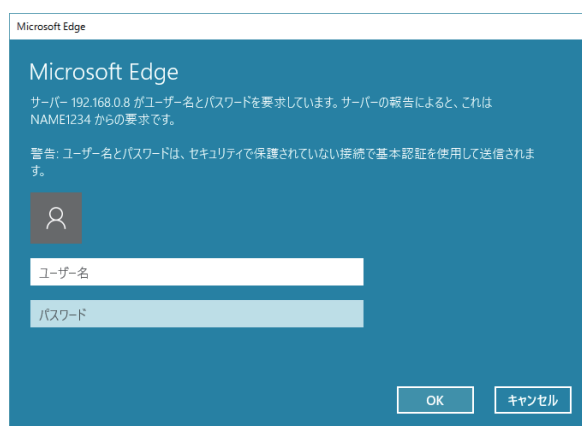 Microsoft Edge
Microsoft Edge
サーバー 192.168.0.8 がユーザー名とパスワードを要求しています。サーバーの報告によると、これは
NAME1234 からの要求です。
警告: ユーザー名とパスワードは、セキュリティで保護されていない接続で基本認証を使用して送信されま
す。
ユーザー名
パスワード
OK
キャンセル